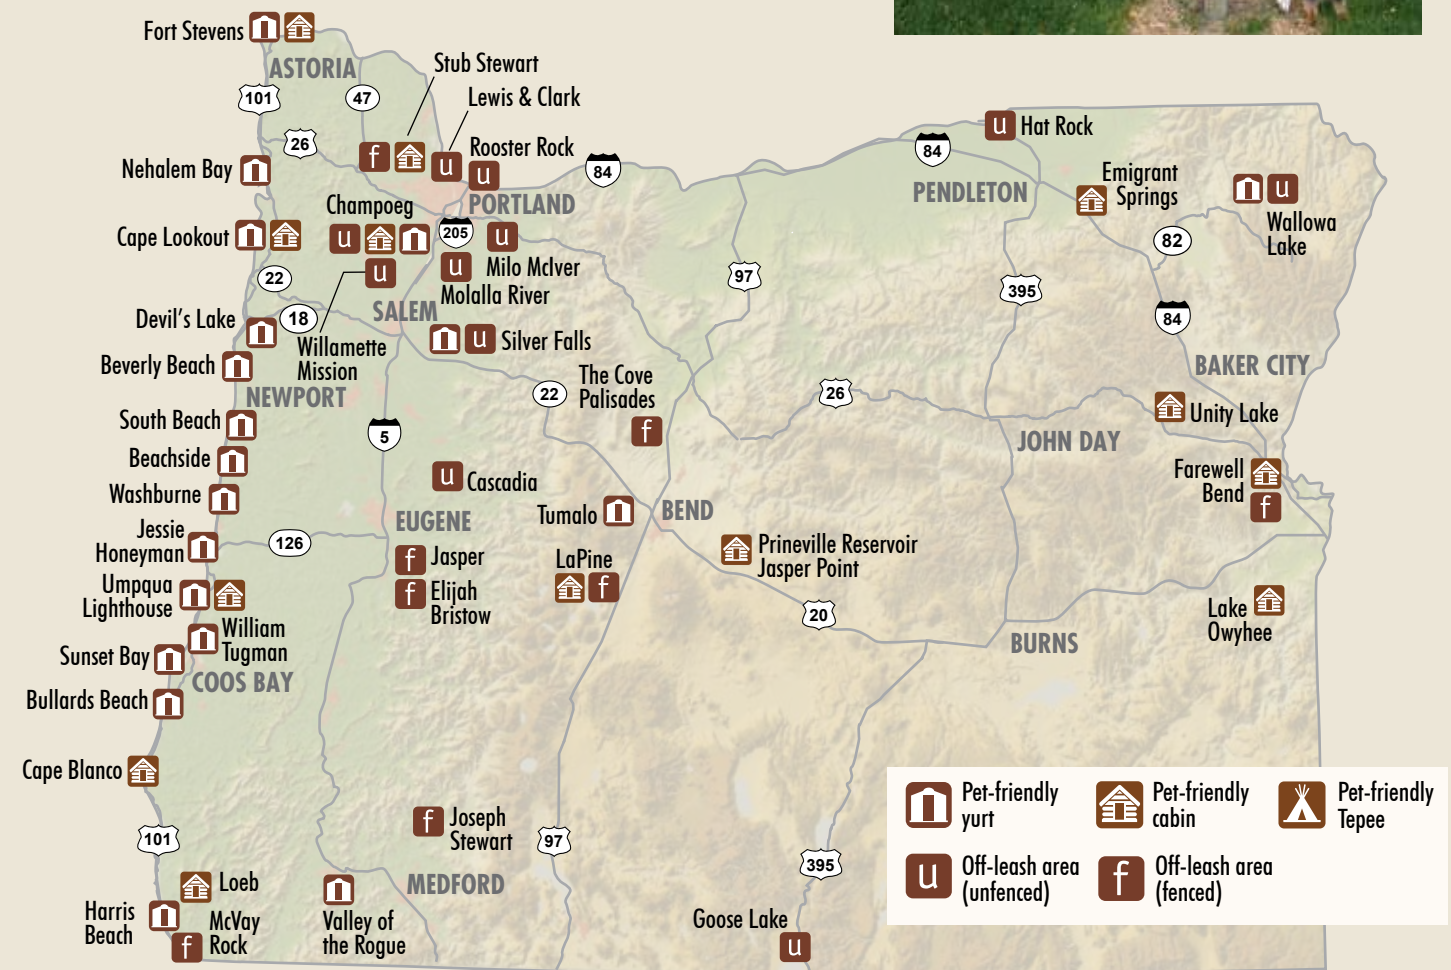 Fort Stevens
ASTORIA
Stub Stewart
101
47
Lewis & Clark
26
f
u
Rooster Rock
u
84
84
u
Hat Rock
Nehalem Bay
PENDLETON
Emigrant
Springs
u
Wallowa
Lake
Champoeg
PORTLAND
Cape Lookout
u
205
u
82
u
u
Milo McIver
Molalla River
22
97
395
84
SALEM
Devil's Lake
18
Willamette
Mission
u
Silver Falls
Beverly Beach
NEWPORT
The Cove
Palisades
22
26
BAKER CITY
South Beach
f
Unity Lake
5
JOHN DAY
Beachside
u
Cascadia
Farewell
Bend
f
Washburne
EUGENE
Tumalo
BEND
Jessie
Honeyman
126
f
Jasper
Prineville Reservoir
Jasper Point
LaPine
f
Umpqua
Lighthouse
f
Elijah
Bristow
20
Lake
Owyhee
William
Tugman
BURNS
Sunset Bay
COOS BAY
Bullards Beach
Cape Blanco
Pet-friendly
yurt
Pet-friendly
cabin
Pet-friendly
Tepee
f
Joseph
Stewart
101
97
395
u
Off-leash area
(unfenced)
f
Off-leash area
(fenced)
Loeb
MEDFORD
Harris
Beach
McVay
Rock
f
Valley of
the Rogue
Goose Lake
u